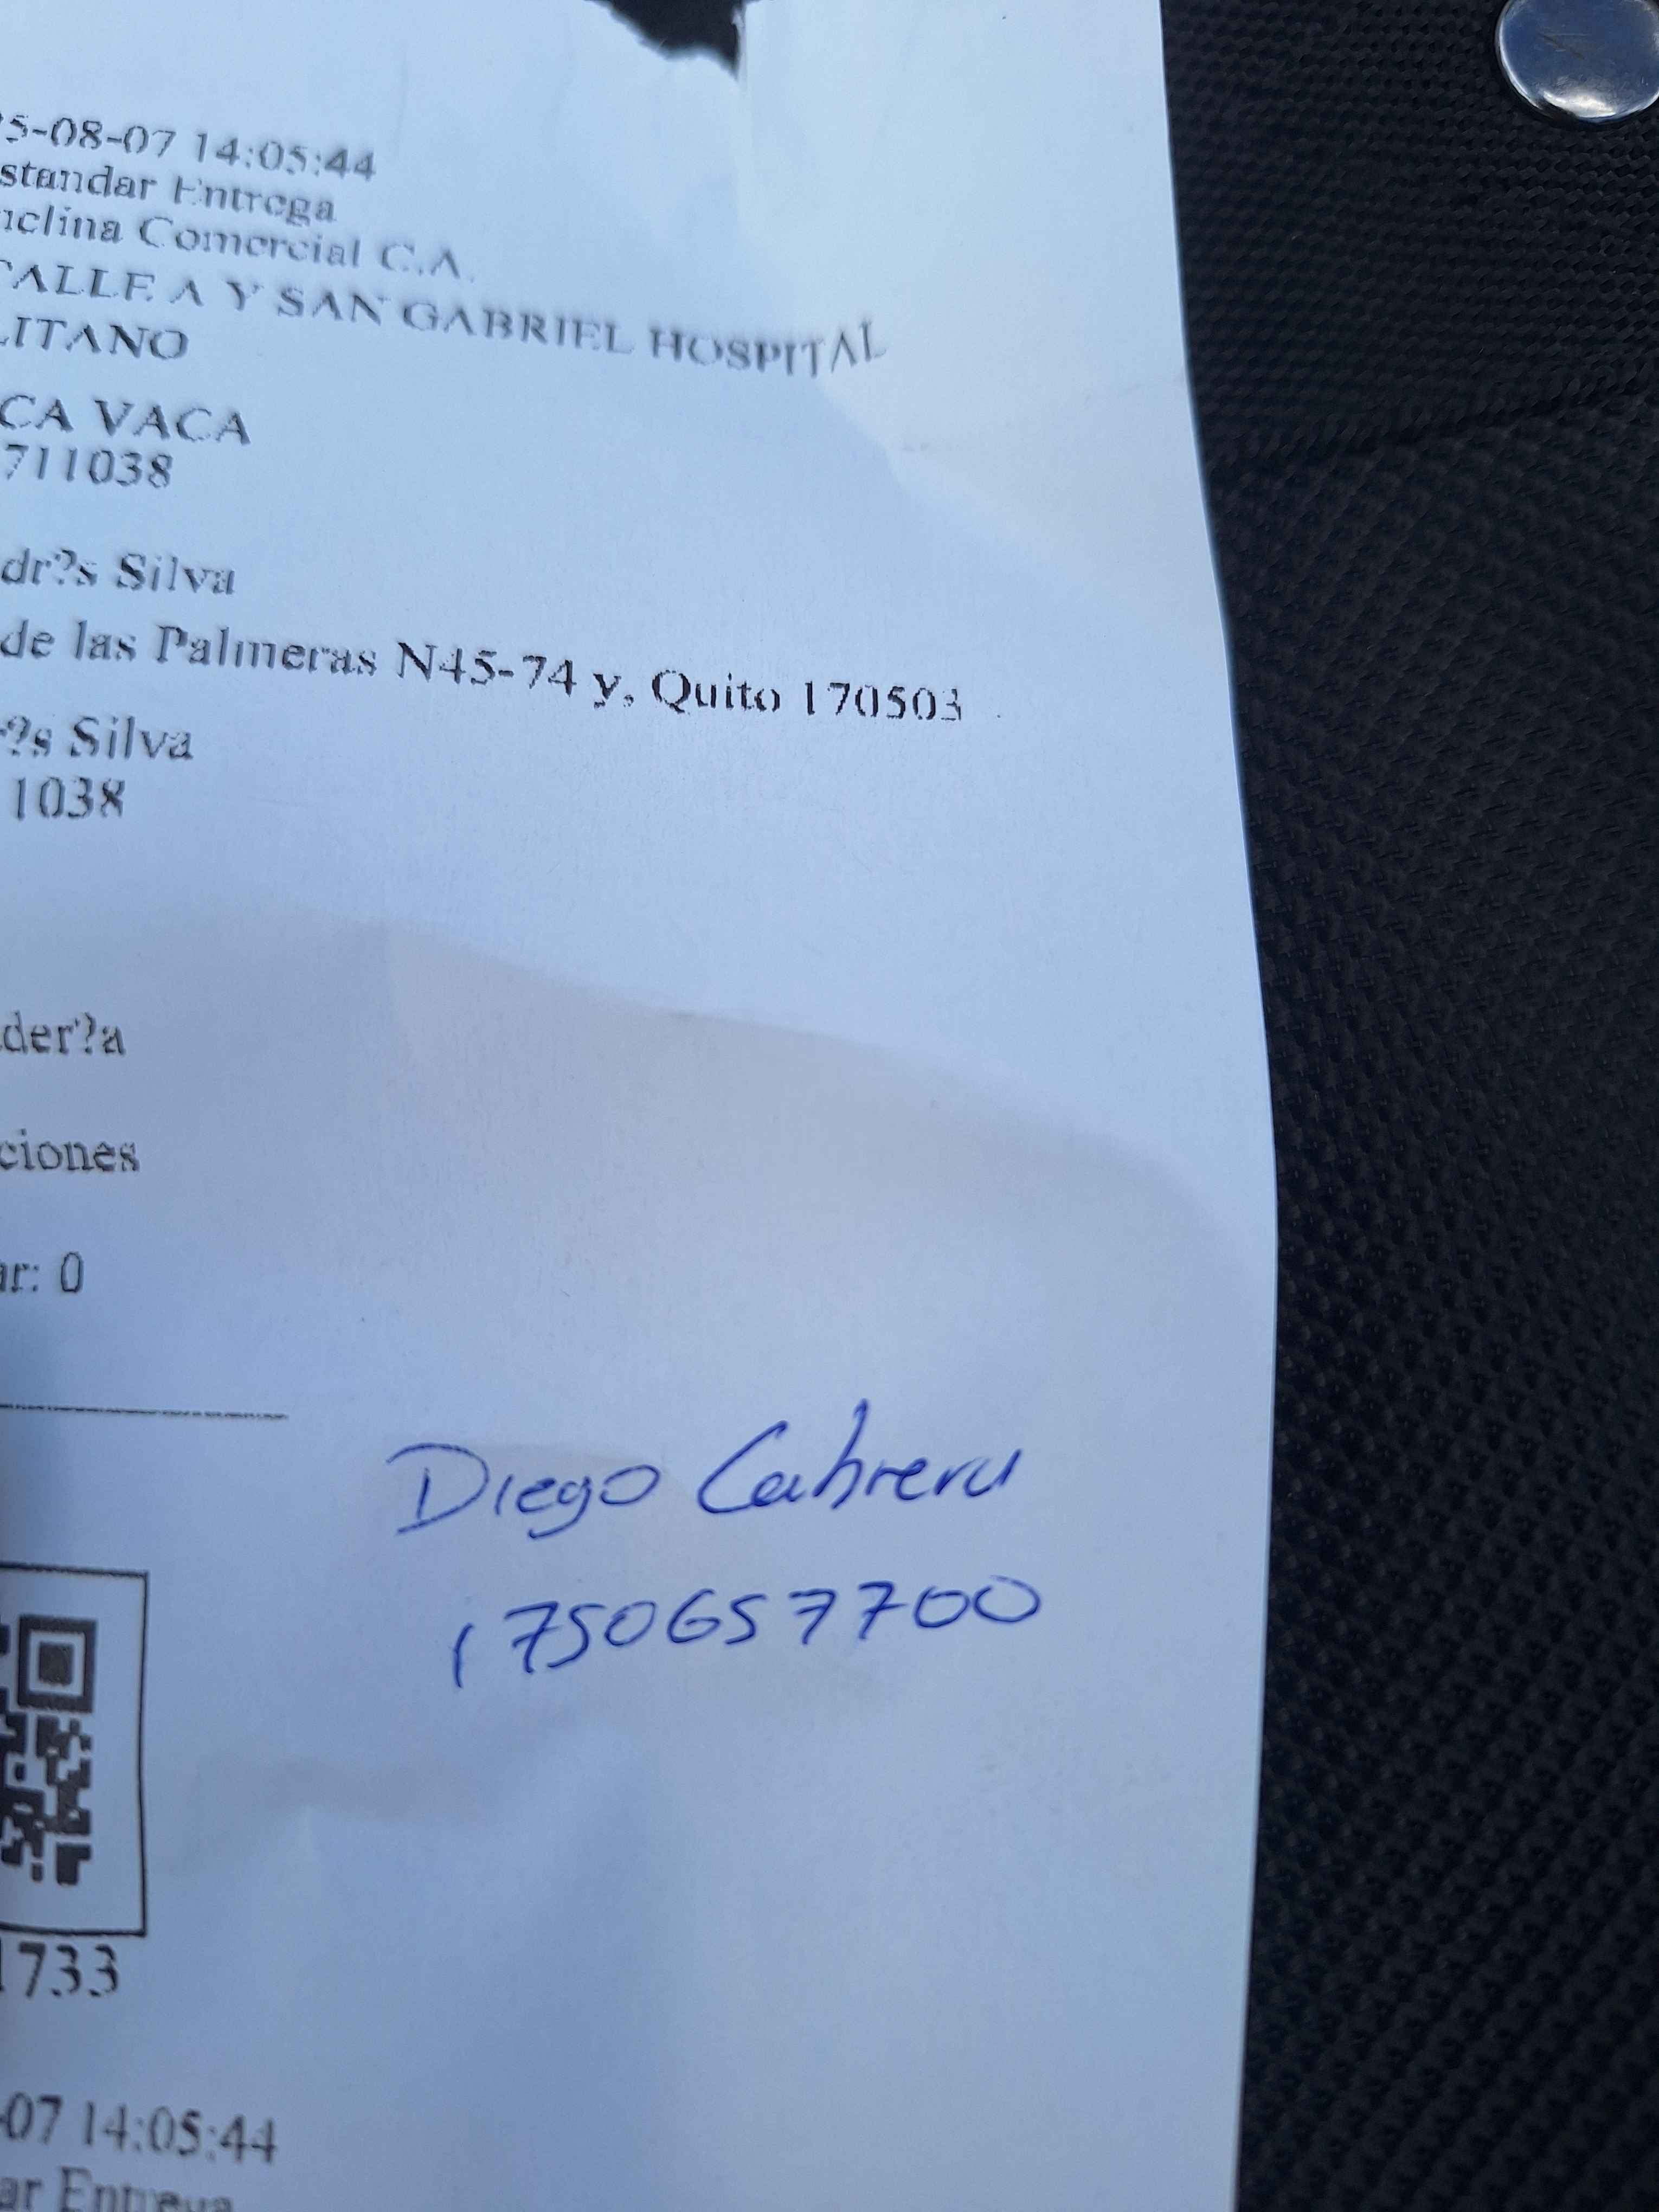 5-08-07 14:05:44
standar Entrega
nclina Comercial C.A.
CALLE A Y SAN GABRIEL HOSPITAL
LITANO
CA VACA
711038
dr?s Silva
de las Palmeras N45-74 y, Quito 170503
?s Silva
1038
der?a
ciones
ar: 0
Diego Cabrera
1750657700
1733
-07 14:05:44
ar Entrega